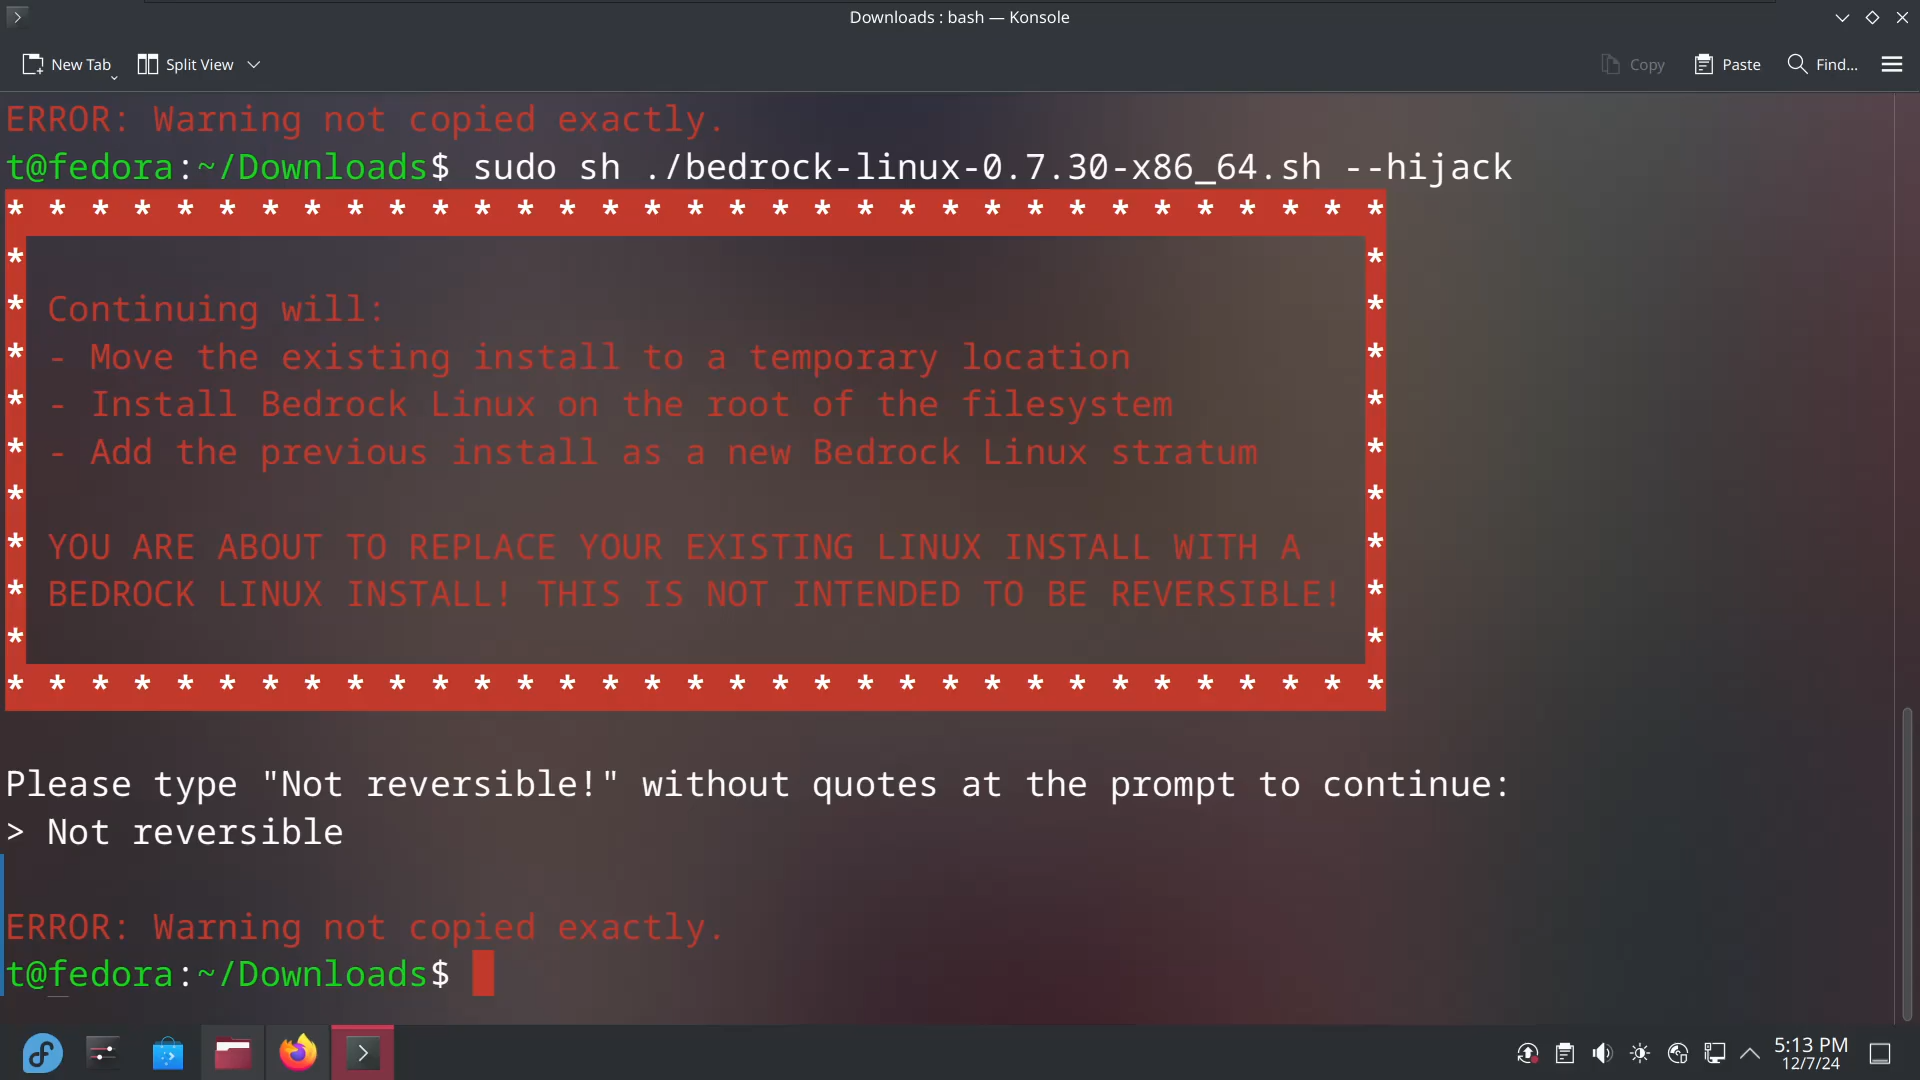 Downloads : bash — Konsole
New Tab Split View Copy Paste Find...
ERROR: Warning not copied exactly.
t@fedora:~/Downloads$ sudo sh ./bedrock-linux-0.7.30-x86_64.sh --hijack
* * * * * * * * * * * * * * * * * * * * * * * * * * * * * * * * *
* *
* Continuing will: *
* - Move the existing install to a temporary location *
* - Install Bedrock Linux on the root of the filesystem *
* - Add the previous install as a new Bedrock Linux stratum *
* *
* YOU ARE ABOUT TO REPLACE YOUR EXISTING LINUX INSTALL WITH A *
* BEDROCK LINUX INSTALL! THIS IS NOT INTENDED TO BE REVERSIBLE! *
* *
* * * * * * * * * * * * * * * * * * * * * * * * * * * * * * * * *
Please type "Not reversible!" without quotes at the prompt to continue:
> Not reversible
ERROR: Warning not copied exactly.
t@fedora:~/Downloads$
5:13 PM
12/7/24